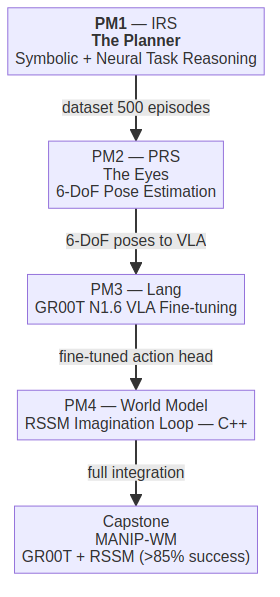 PM1 — IRS
The Planner
Symbolic + Neural Task Reasoning
dataset 500 episodes
PM2 — PRS
The Eyes
6-DoF Pose Estimation
6-DoF poses to VLA
PM3 — Lang
GR00T N1.6 VLA Fine-tuning
fine-tuned action head
PM4 — World Model
RSSM Imagination Loop — C++
full integration
Capstone
MANIP-WM
GR00T + RSSM (>85% success)